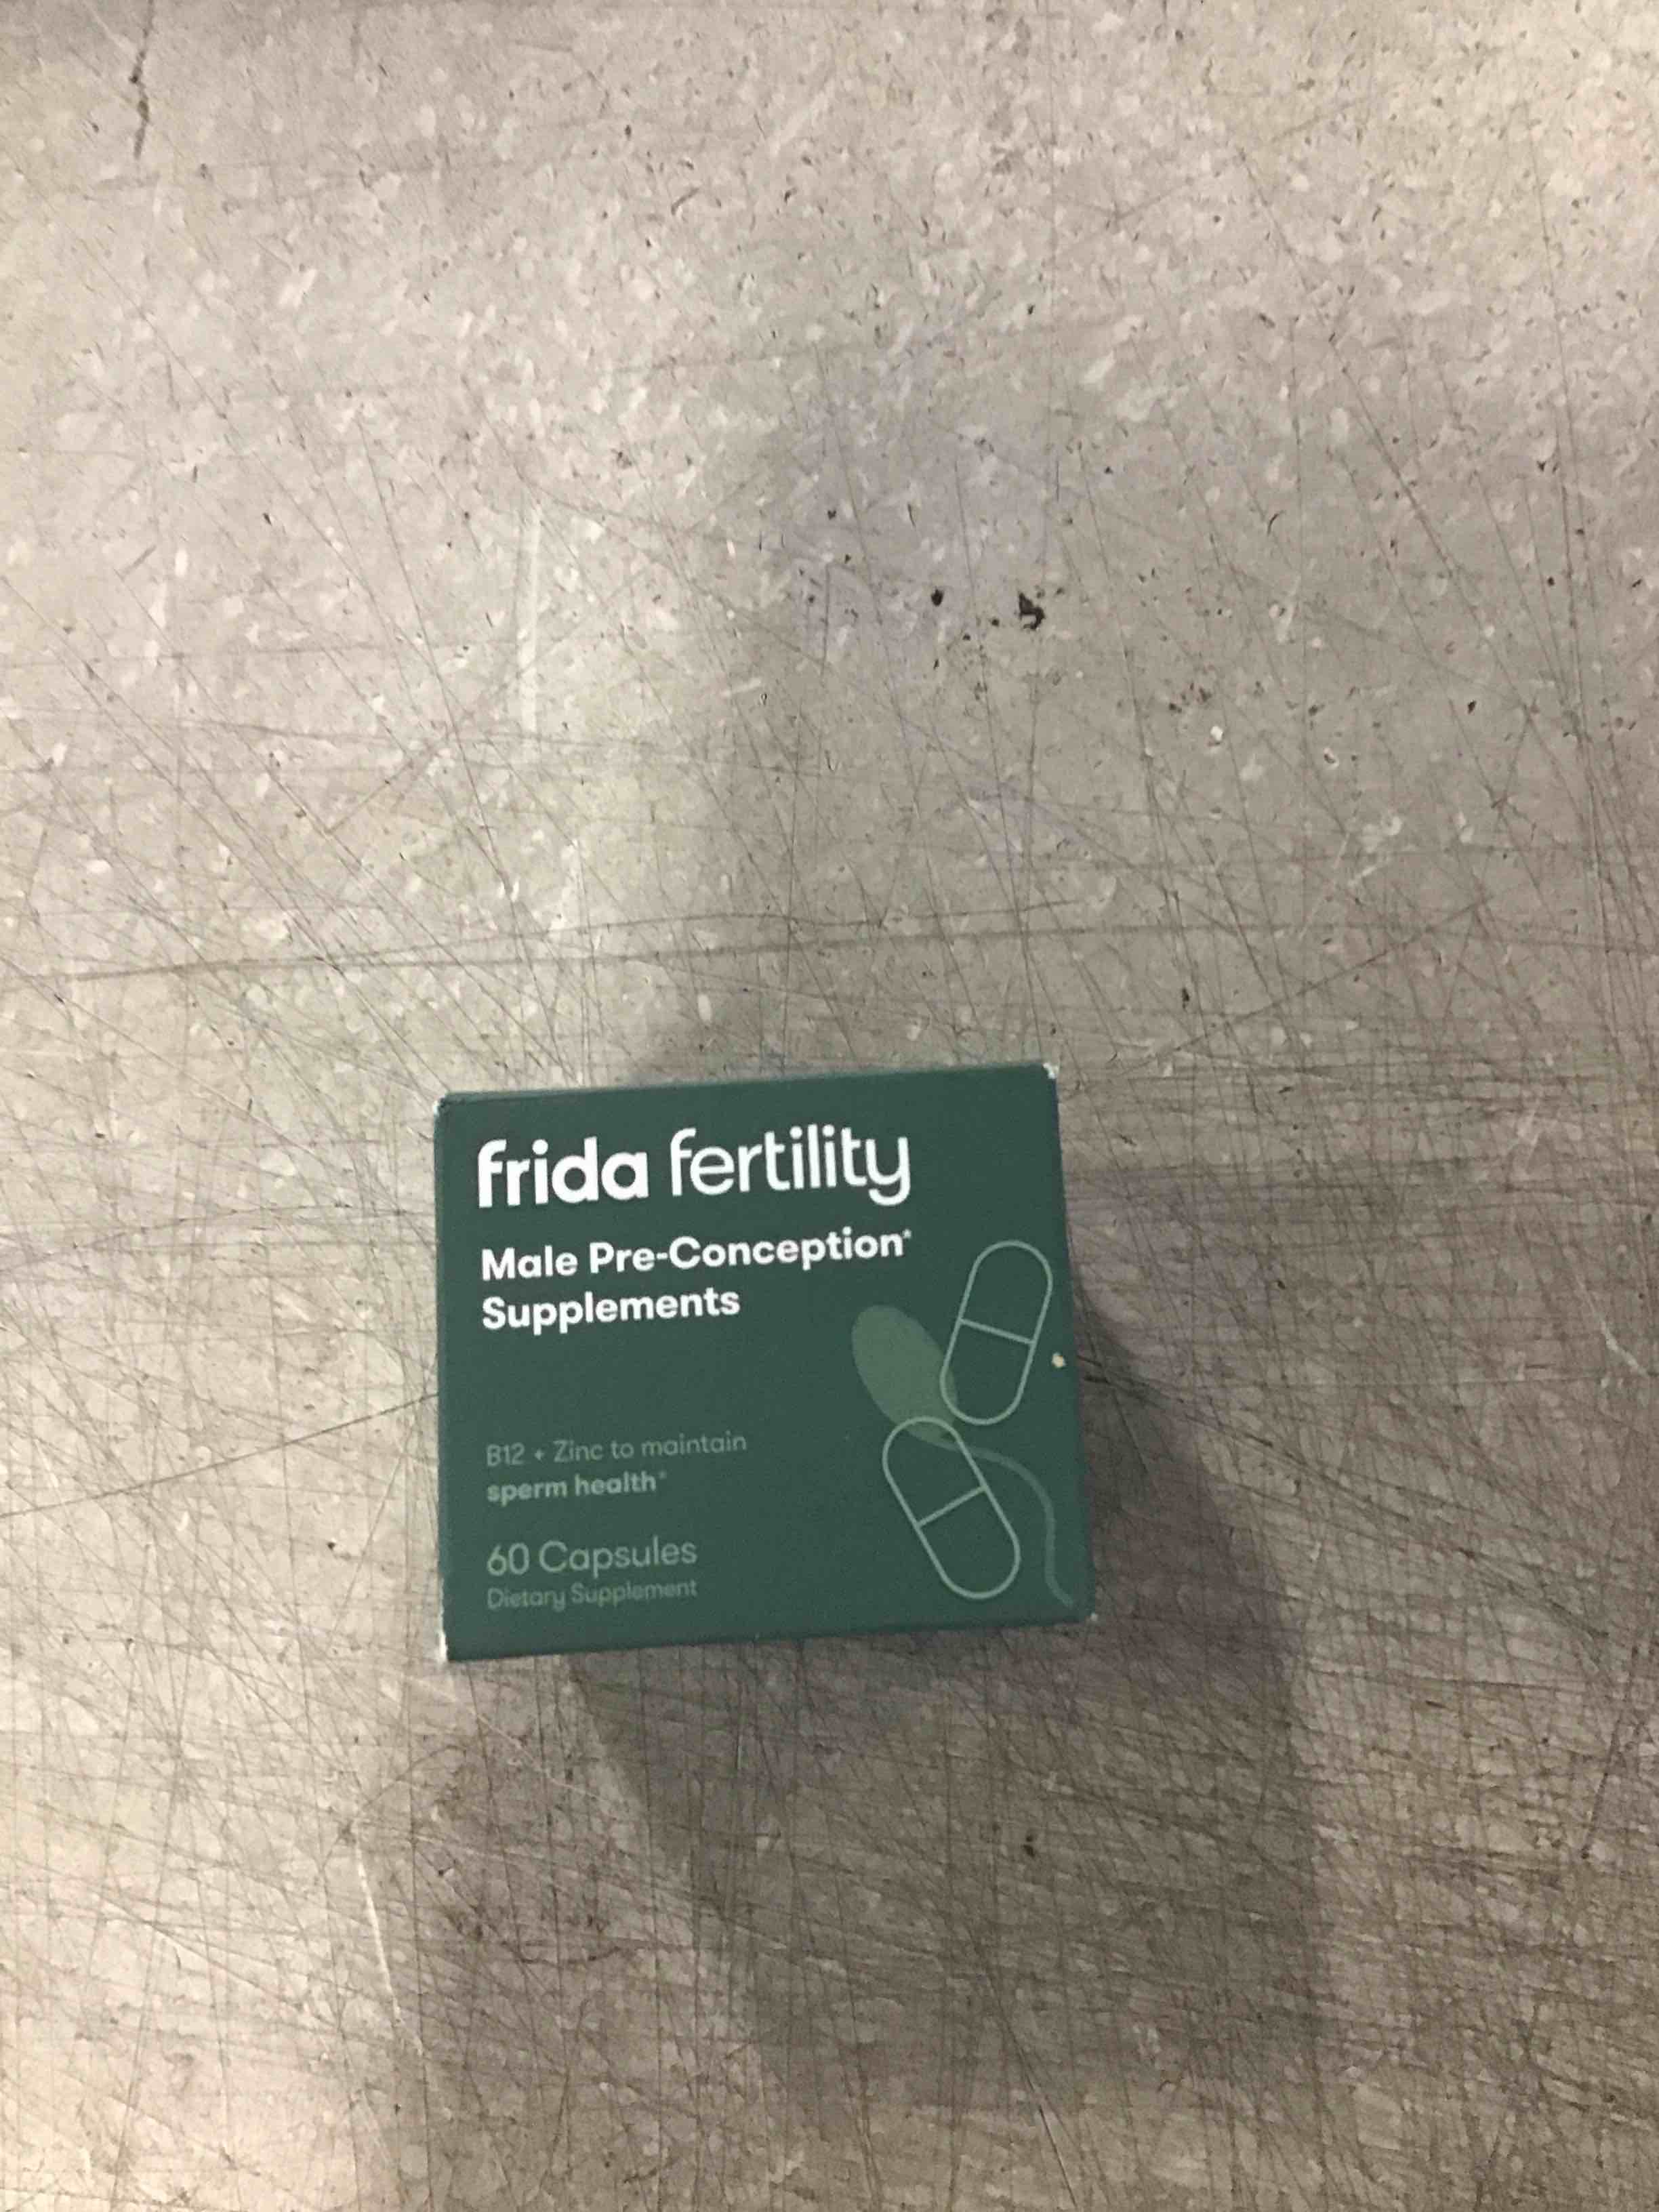 frida fertility
Male Pre-Conception*
Supplements
B12 + Zinc to maintain
sperm health*
60 Capsules
Dietary Supplement